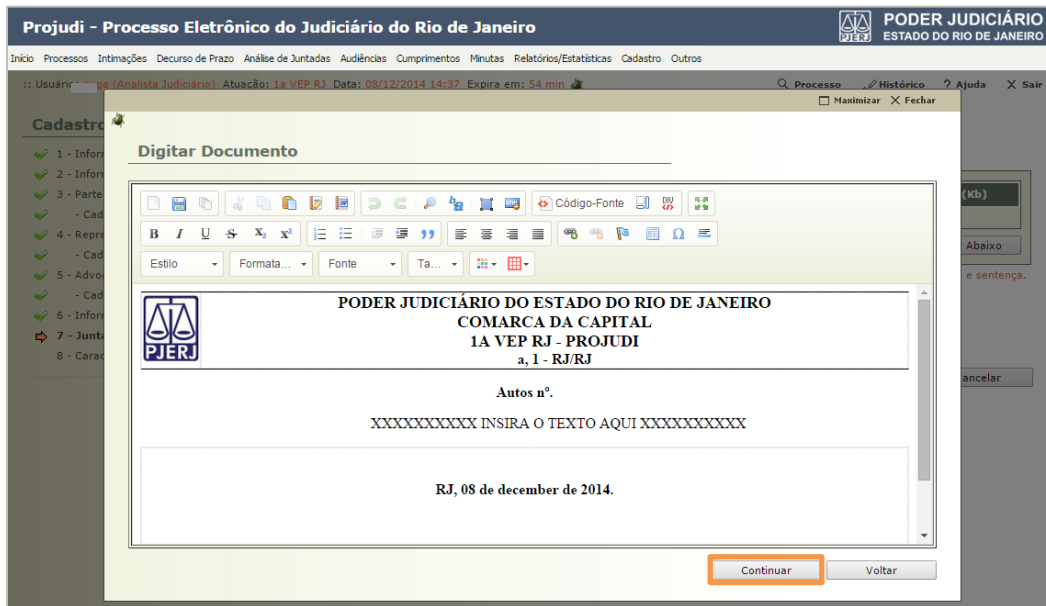 Projudi - Processo Eletrônico do Judiciário do Rio de Janeiro
PJERJ
PODER JUDICIÁRIO
ESTADO DO RIO DE JANEIRO
Início Processos Intimações Decurso de Prazo Análise de Juntadas Audiências Cumprimentos Minutas Relatórios/Estatísticas Cadastro Outros
:: Usuári (Analista Judiciário) Atuação: 1a VEP RJ Data: 08/12/2014 14:37 Expira em: 54 min
Processo Histórico ? Ajuda X Sair
Maximizar X Fechar
Cadastro
1 - Inform
2 - Inform
3 - Parte
- Cad
4 - Repre
- Cad
5 - Advog
- Cad
6 - Inform
7 - Junta
8 - Carac
(Kb)
Abaixo
e sentença.
ancelar
Digitar Documento
Código-Fonte
B I U S X₂ x²
Estilo Formata... Fonte Ta...
PJERJ
PODER JUDICIÁRIO DO ESTADO DO RIO DE JANEIRO
COMARCA DA CAPITAL
1A VEP RJ - PROJUDI
a, 1 - RJ/RJ
Autos nº.
XXXXXXXXXX INSIRA O TEXTO AQUI XXXXXXXXXX
RJ, 08 de december de 2014.
Continuar Voltar